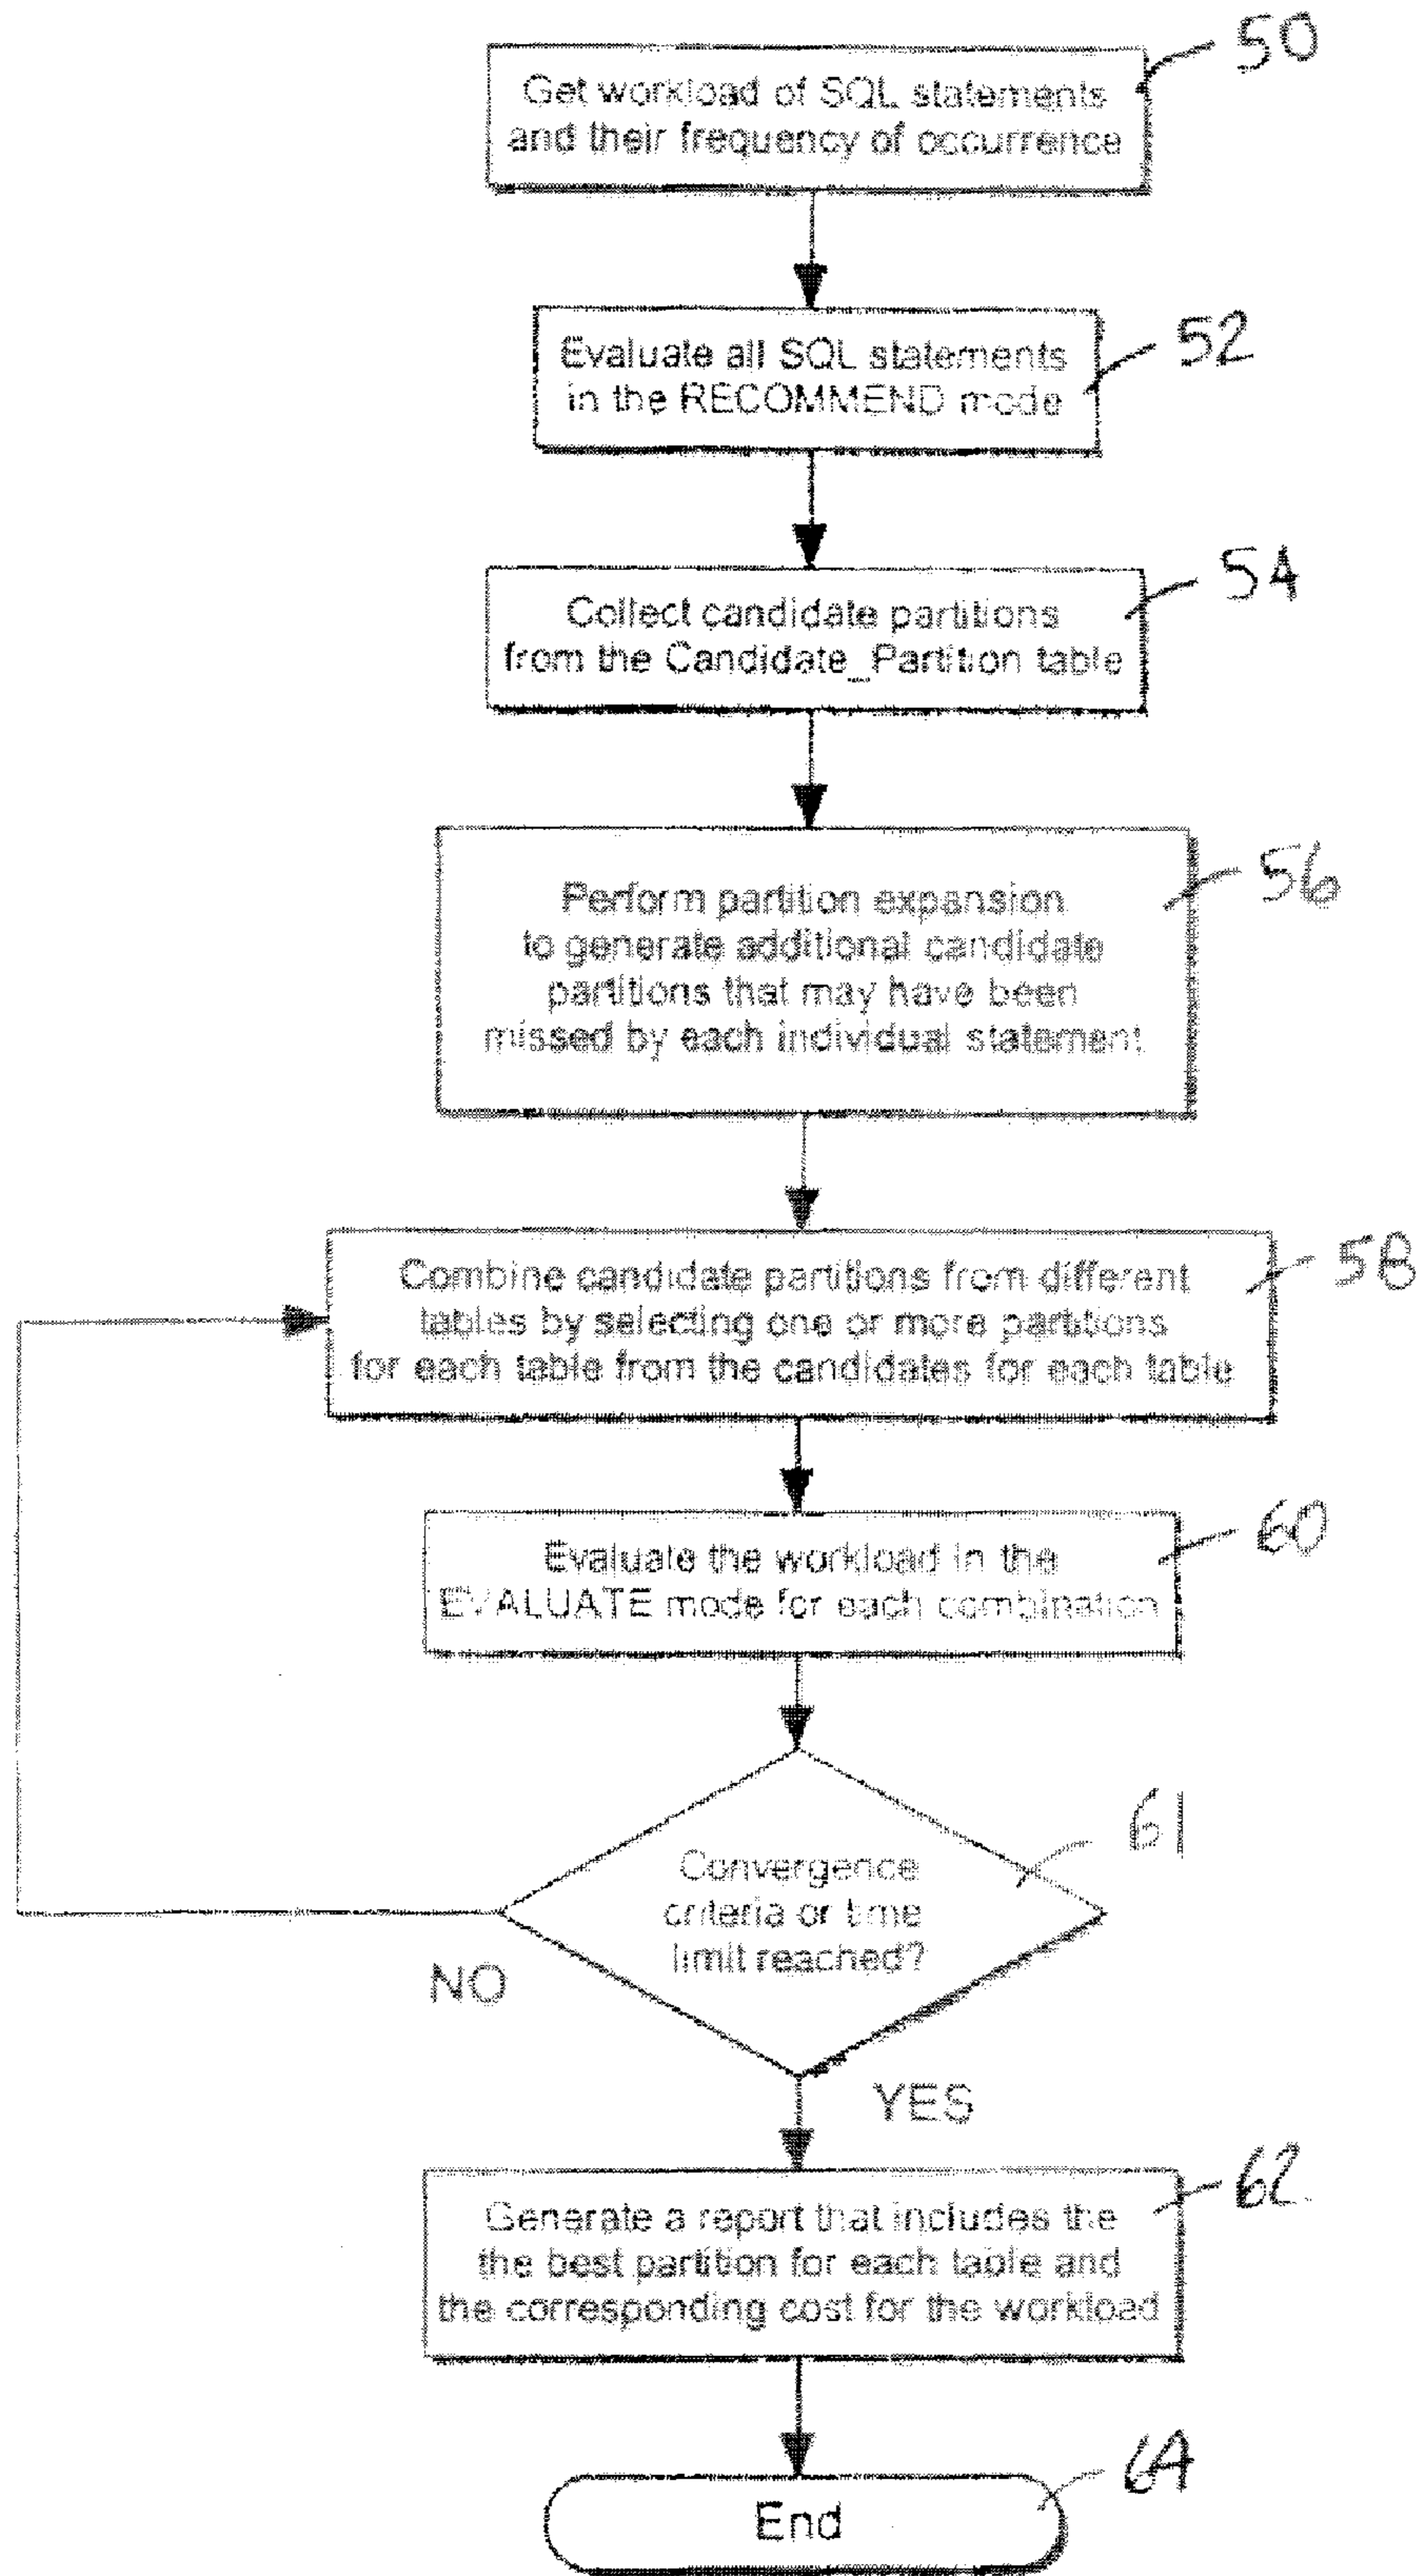 50
Get workload of SQL statements
and their frequency of occurrence
52
Evaluate all SQL statements
in the RECOMMEND mode
54
Collect candidate partitions
from the Candidate_Partition table
56
Perform partition expansion
to generate additional candidate
partitions that may have been
missed by each individual statement
58
Combine candidate partitions from different
tables by selecting one or more partitions
for each table from the candidates for each table
60
Evaluate the workload in the
EVALUATE mode for each combination
61
Convergence
criteria or time
limit reached?
NO
YES
62
Generate a report that includes the
the best partition for each table and
the corresponding cost for the workload
64
End